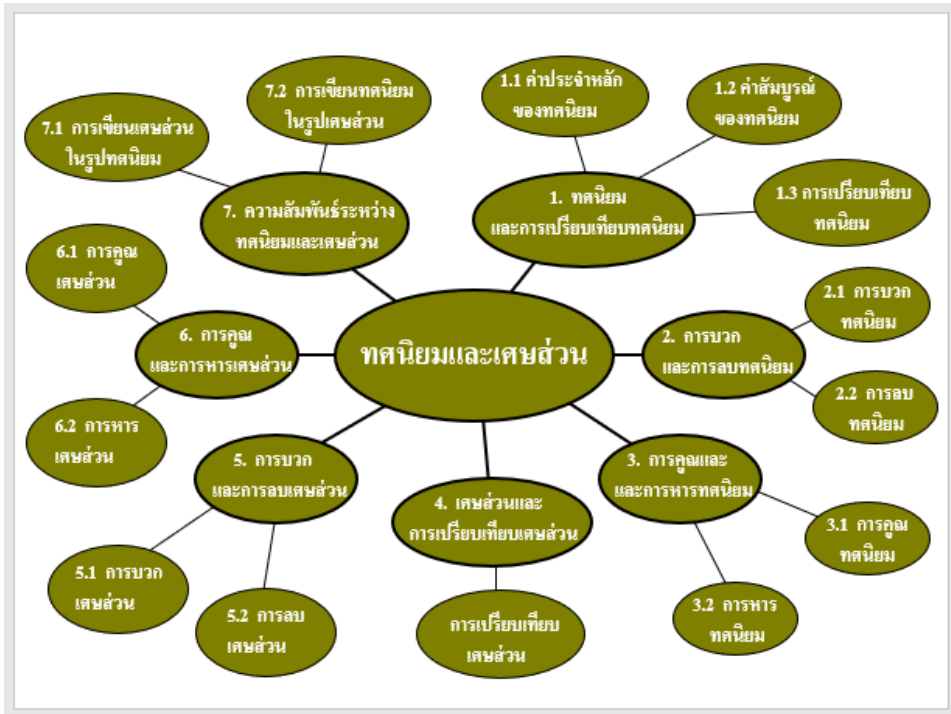 ทศนิยมและเศษส่วน
1. ทศนิยม
และการเปรียบเทียบทศนิยม
1.1 ค่าประจำหลัก
ของทศนิยม
1.2 ค่าสัมบูรณ์
ของทศนิยม
1.3 การเปรียบเทียบ
ทศนิยม
2. การบวก
และการลบทศนิยม
2.1 การบวก
ทศนิยม
2.2 การลบ
ทศนิยม
3. การคูณและ
และการหารทศนิยม
3.1 การคูณ
ทศนิยม
3.2 การหาร
ทศนิยม
4. เศษส่วนและ
การเปรียบเทียบเศษส่วน
การเปรียบเทียบ
เศษส่วน
5. การบวก
และการลบเศษส่วน
5.1 การบวก
เศษส่วน
5.2 การลบ
เศษส่วน
6. การคูณ
และการหารเศษส่วน
6.1 การคูณ
เศษส่วน
6.2 การหาร
เศษส่วน
7. ความสัมพันธ์ระหว่าง
ทศนิยมและเศษส่วน
7.1 การเขียนเศษส่วน
ในรูปทศนิยม
7.2 การเขียนทศนิยม
ในรูปเศษส่วน